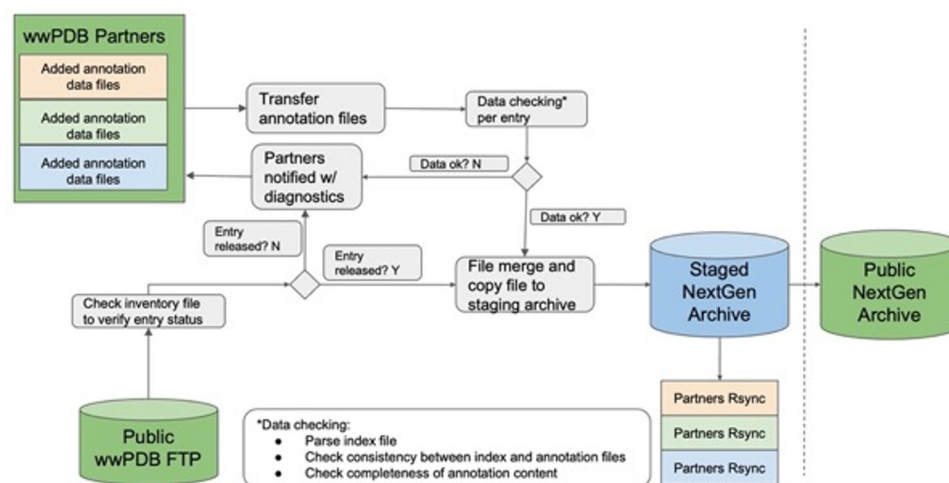 wwPDB Partners
Added annotation
data files
Added annotation
data files
Added annotation
data files
Transfer
annotation files
Data checking*
per entry
Partners
notified w/
diagnostics
Data ok? N
Data ok? Y
Entry
released? N
Entry
released? Y
Check inventory file
to verify entry status
File merge and
copy file to
staging archive
Staged
NextGen
Archive
Public
NextGen
Archive
Public
wwPDB FTP
*Data checking:
● Parse index file
● Check consistency between index and annotation files
● Check completeness of annotation content
Partners Rsync
Partners Rsync
Partners Rsync